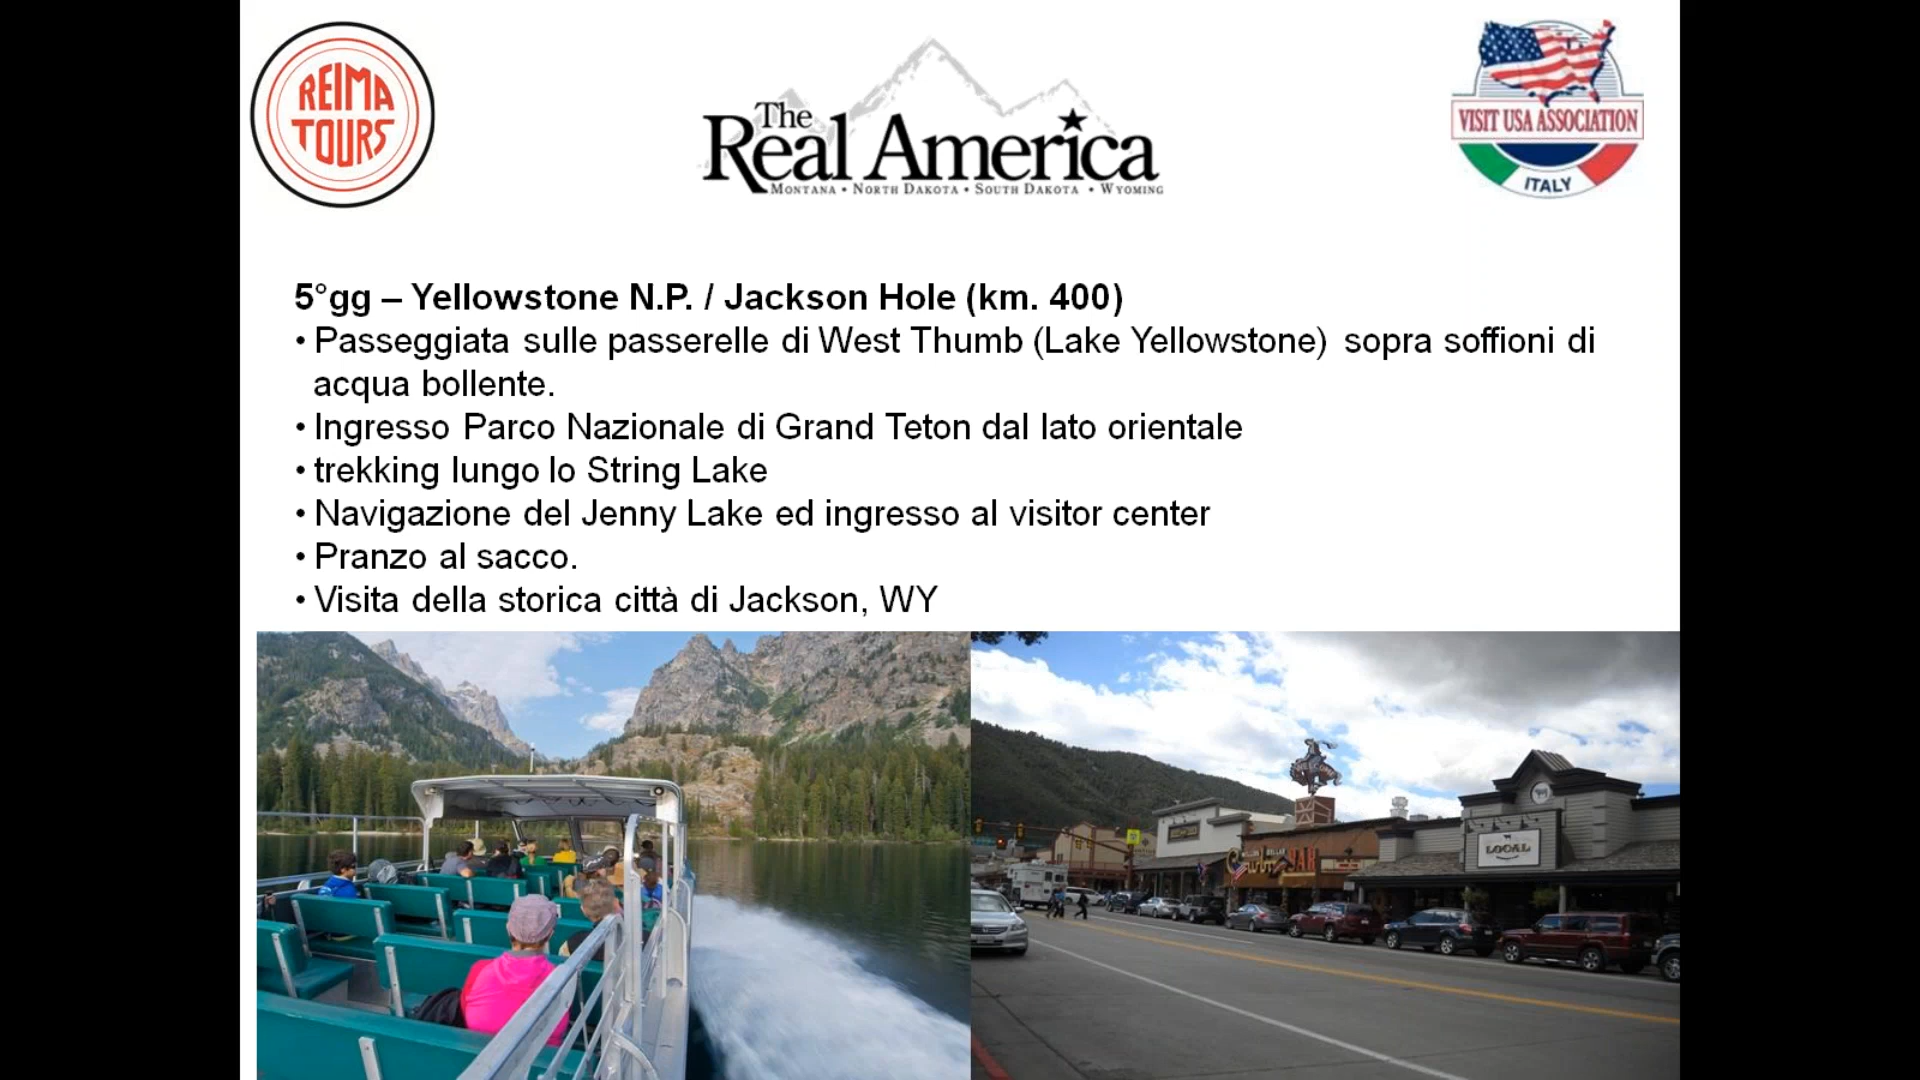 REIMA
TOURS
The
Real America
MONTANA • NORTH DAKOTA • SOUTH DAKOTA • WYOMING
VISIT USA ASSOCIATION
ITALY
5°gg – Yellowstone N.P. / Jackson Hole (km. 400)
• Passeggiata sulle passerelle di West Thumb (Lake Yellowstone) sopra soffioni di
acqua bollente.
• Ingresso Parco Nazionale di Grand Teton dal lato orientale
• trekking lungo lo String Lake
• Navigazione del Jenny Lake ed ingresso al visitor center
• Pranzo al sacco.
• Visita della storica città di Jackson, WY
WELCOME
Cowboy BAR
LOCAL